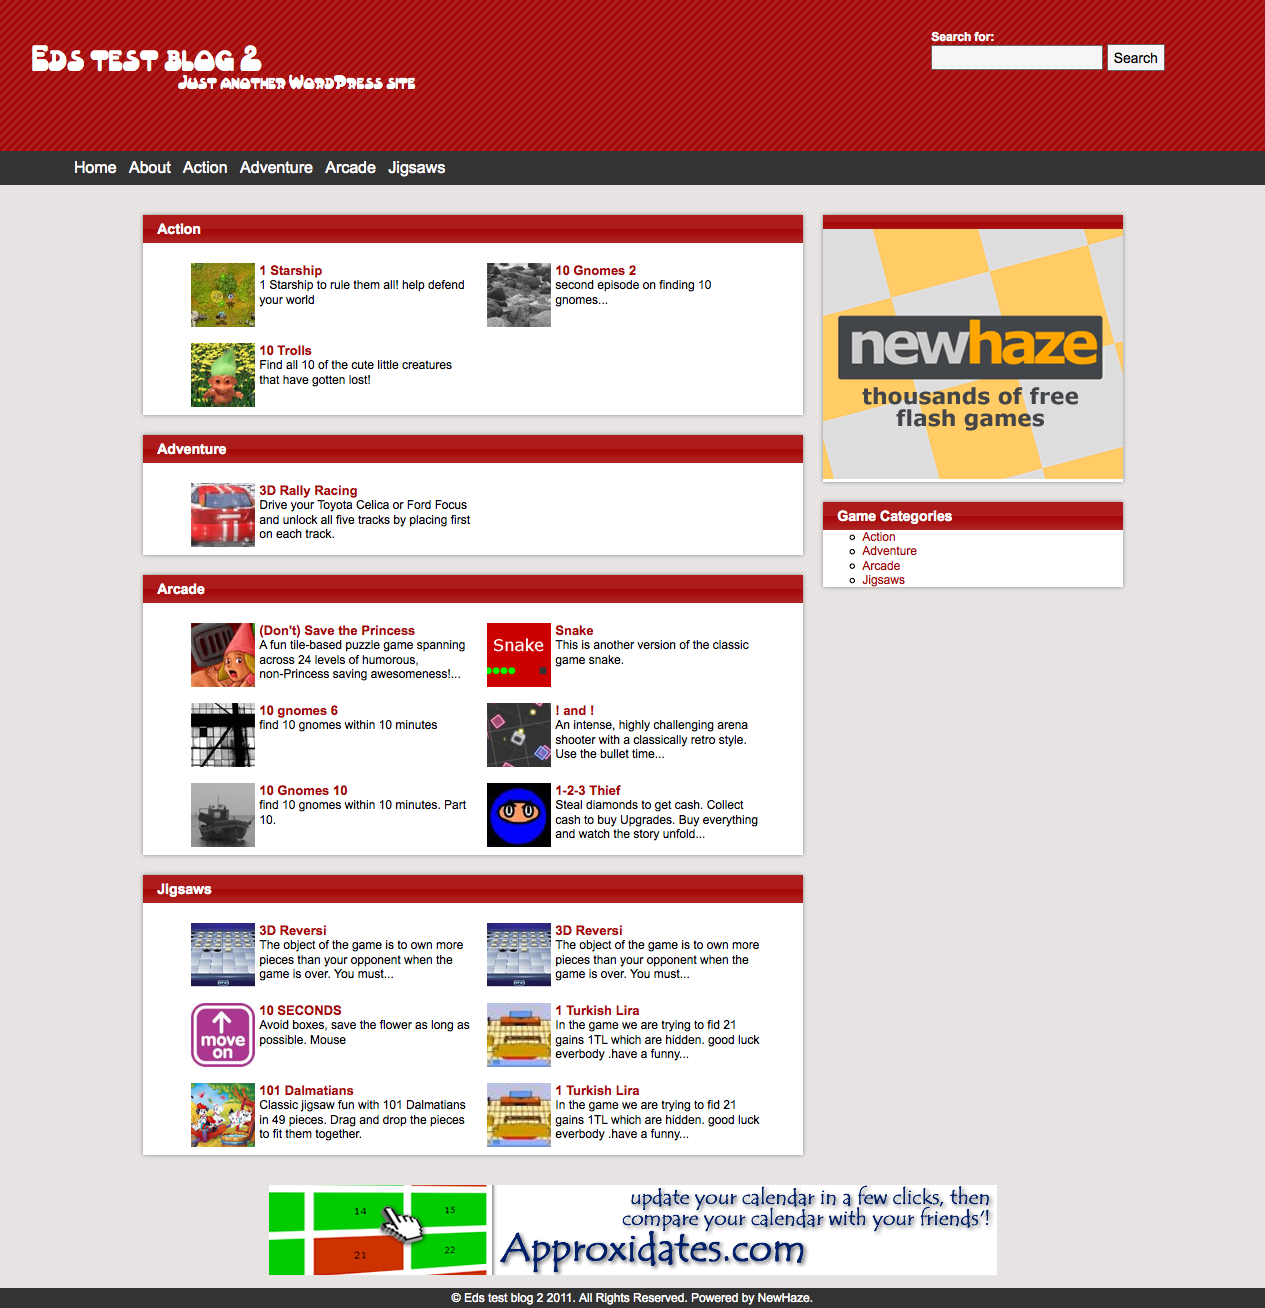 Eds test blog 2
Just another WordPress site
Search for:
Search
Home About Action Adventure Arcade Jigsaws
Action
1 Starship
1 Starship to rule them all! help defend
your world
10 Gnomes 2
second episode on finding 10
gnomes...
10 Trolls
Find all 10 of the cute little creatures
that have gotten lost!
Adventure
3D Rally Racing
Drive your Toyota Celica or Ford Focus
and unlock all five tracks by placing first
on each track.
Arcade
(Don't) Save the Princess
A fun tile-based puzzle game spanning
across 24 levels of humorous,
non-Princess saving awesomeness!...
Snake
Snake
This is another version of the classic
game snake.
10 gnomes 6
find 10 gnomes within 10 minutes
! and !
An intense, highly challenging arena
shooter with a classically retro style.
Use the bullet time...
10 Gnomes 10
find 10 gnomes within 10 minutes. Part
10.
1-2-3 Thief
Steal diamonds to get cash. Collect
cash to buy Upgrades. Buy everything
and watch the story unfold...
Jigsaws
3D Reversi
The object of the game is to own more
pieces than your opponent when the
game is over. You must...
3D Reversi
The object of the game is to own more
pieces than your opponent when the
game is over. You must...
move
on
10 SECONDS
Avoid boxes, save the flower as long as
possible. Mouse
1 Turkish Lira
In the game we are trying to fid 21
gains 1TL which are hidden. good luck
everbody .have a funny...
101 Dalmatians
Classic jigsaw fun with 101 Dalmatians
in 49 pieces. Drag and drop the pieces
to fit them together.
1 Turkish Lira
In the game we are trying to fid 21
gains 1TL which are hidden. good luck
everbody .have a funny...
newhaze
thousands of free
flash games
Game Categories
Action
Adventure
Arcade
Jigsaws
14 15
21 22
update your calendar in a few clicks, then
compare your calendar with your friends'!
Approxidates.com
© Eds test blog 2 2011. All Rights Reserved. Powered by NewHaze.